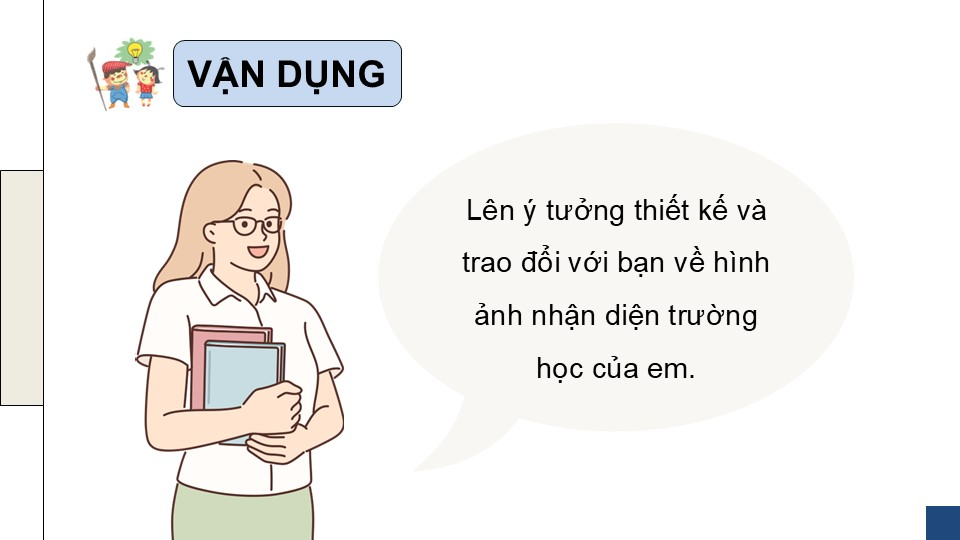 VẬN DỤNG
Lên ý tưởng thiết kế và
trao đổi với bạn về hình
ảnh nhận diện trường
học của em.